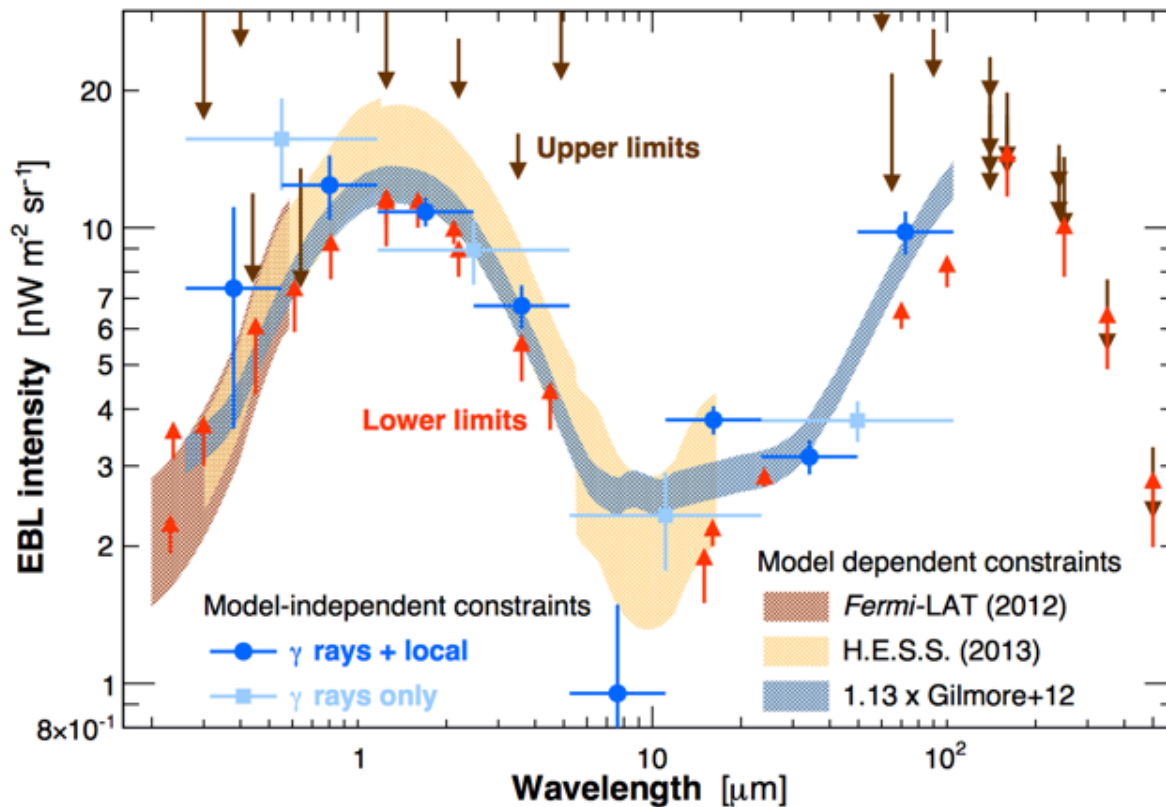 EBL intensity [nW m⁻² sr⁻¹]
20
10
7
6
5
4
3
2
1
8×10⁻¹
Upper limits
Lower limits
Model-independent constraints
γ rays + local
γ rays only
Model dependent constraints
Fermi-LAT (2012)
H.E.S.S. (2013)
1.13 x Gilmore+12
1
10
10²
Wavelength [μm]